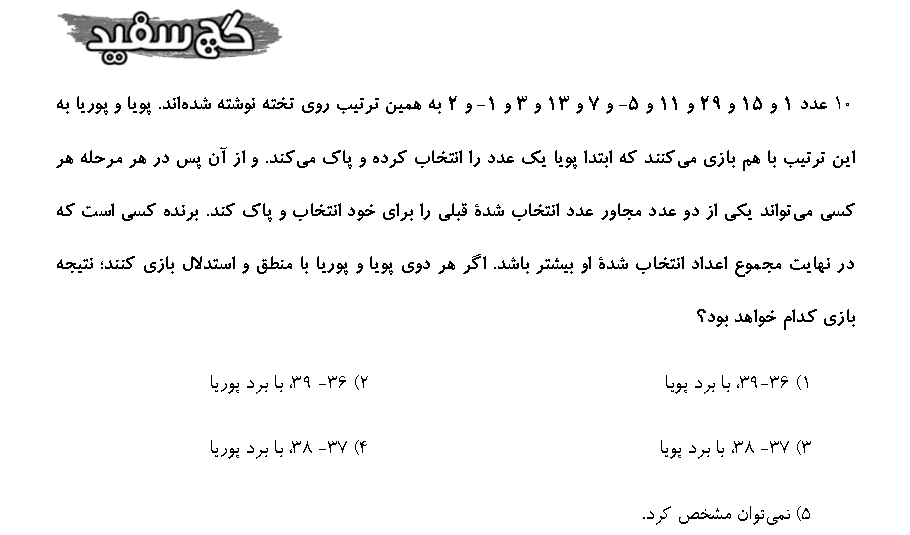 گچ سفید
۱۰ عدد ۱ و ۱۵ و ۲۹ و ۱۱ و ۵- و ۷ و ۱۳ و ۳ و ۱- و ۲ به همین ترتیب روی تخته نوشته شده‌اند. پویا و پوریا به
این ترتیب با هم بازی می‌کنند که ابتدا پویا یک عدد را انتخاب کرده و پاک می‌کند. و از آن پس در هر مرحله هر
کسی می‌تواند یکی از دو عدد مجاور عدد انتخاب شدهٔ قبلی را برای خود انتخاب و پاک کند. برنده کسی است که
در نهایت مجموع اعداد انتخاب شدهٔ او بیشتر باشد. اگر هر دوی پویا و پوریا با منطق و استدلال بازی کنند؛ نتیجه
بازی کدام خواهد بود؟
۱) ۳۶-۳۹، با برد پویا ۲) ۳۶- ۳۹، با برد پوریا
۳) ۳۷- ۳۸، با برد پویا ۴) ۳۷- ۳۸، با برد پوریا
۵) نمی‌توان مشخص کرد.